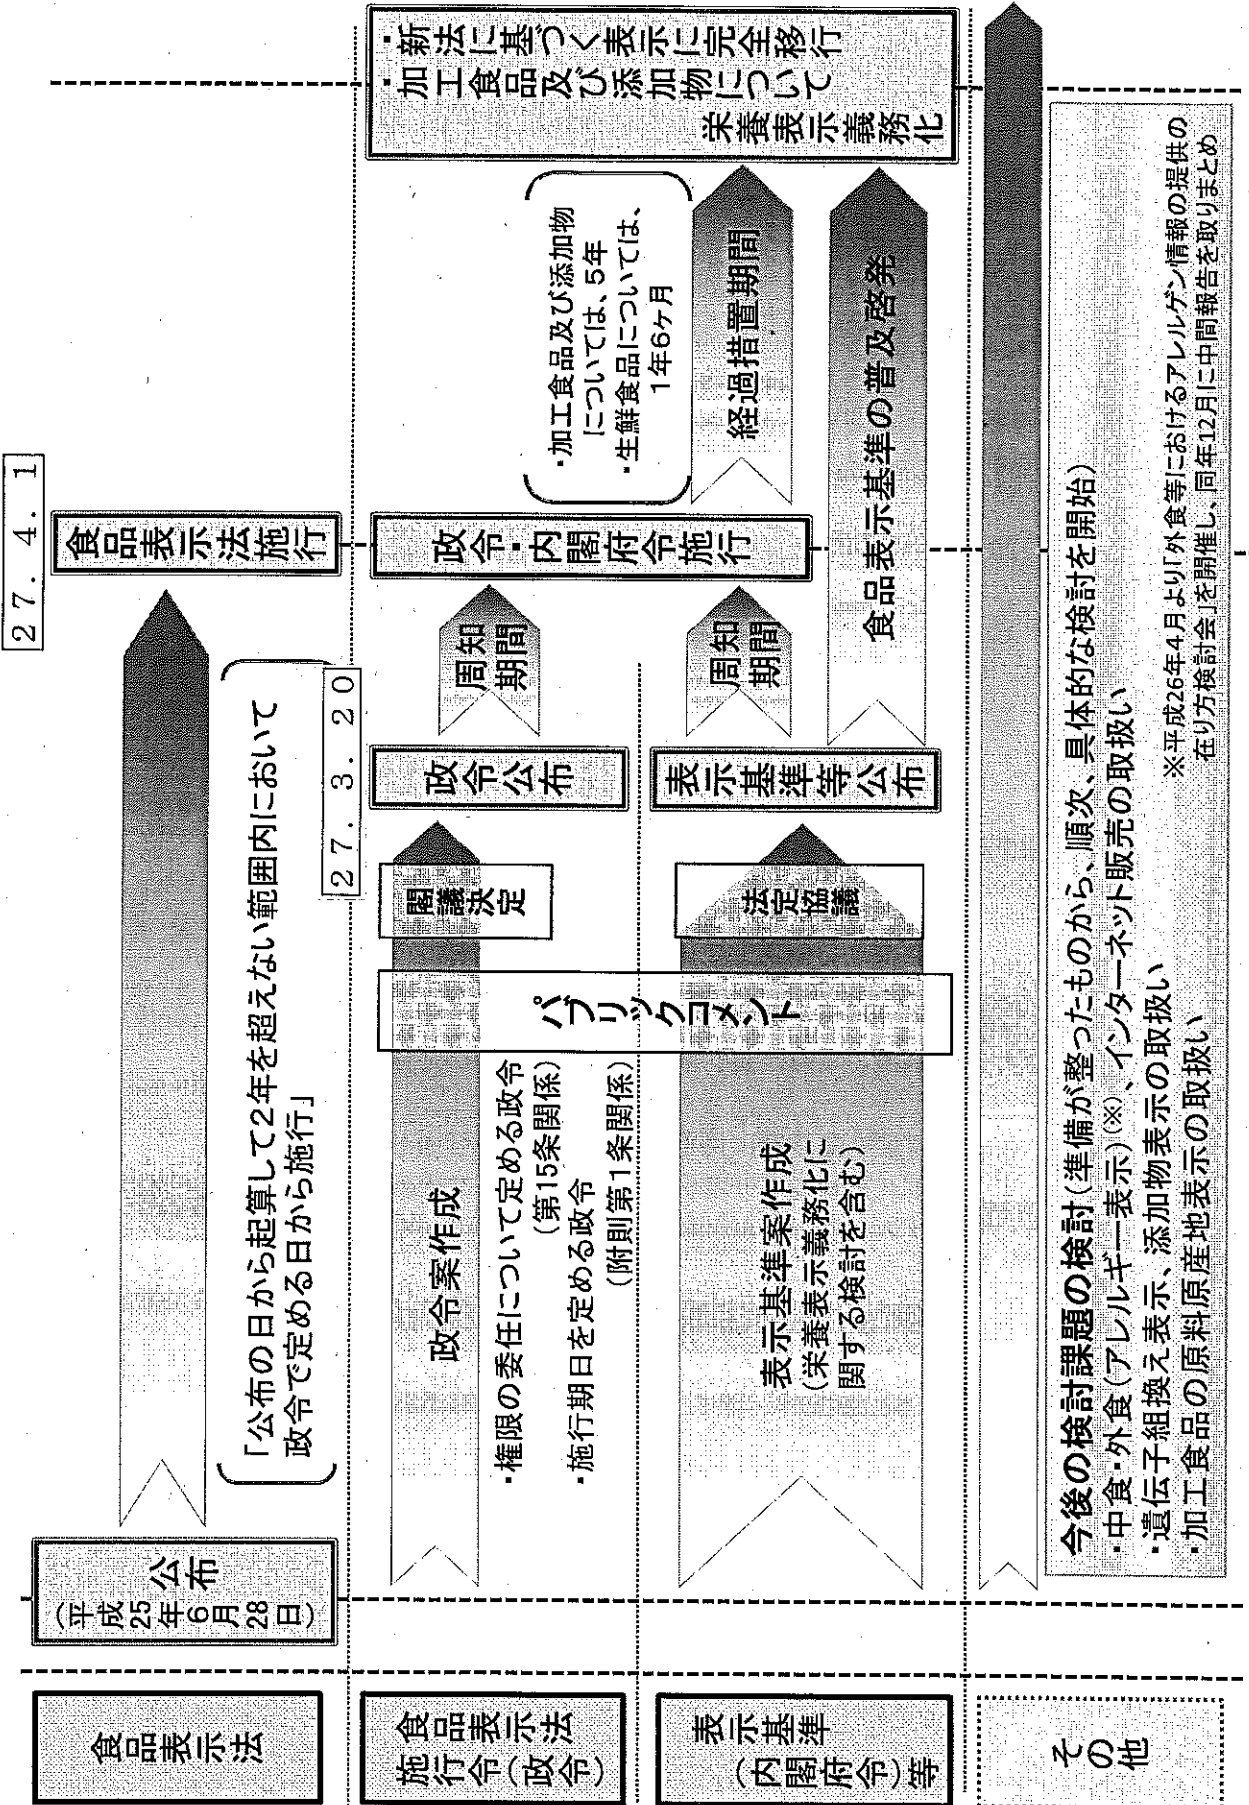 27.4.1
食品表示法
公布
(平成25年6月28日)
「公布の日から起算して2年を超えない範囲内において
政令で定める日から施行」
食品表示法施行
27.3.20
食品表示法
施行令(政令)
政令案作成
・権限の委任について定める政令
(第15条関係)
・施行期日を定める政令
(附則第1条関係)
パブリックコメント
閣議決定
政令公布
周知
期間
政令・内閣府令施行
・加工食品及び添加物
については、5年
・生鮮食品については、
1年6ヶ月
経過措置期間
・新法に基づく表示に完全移行
・加工食品及び添加物について
栄養表示義務化
表示基準
(内閣府令)等
表示基準案作成
(栄養表示義務化に
関する検討を含む)
法定協議
表示基準等公布
周知
期間
食品表示基準の普及啓発
その他
今後の検討課題の検討(準備が整ったものから、順次、具体的な検討を開始)
・中食・外食(アレルギー表示)(※)、インターネット販売の取扱い
・遺伝子組換え表示、添加物表示の取扱い
・加工食品の原料原産地表示の取扱い
※平成26年4月より「外食等におけるアレルゲン情報の提供の
在り方検討会」を開催し、同年12月に中間報告を取りまとめ